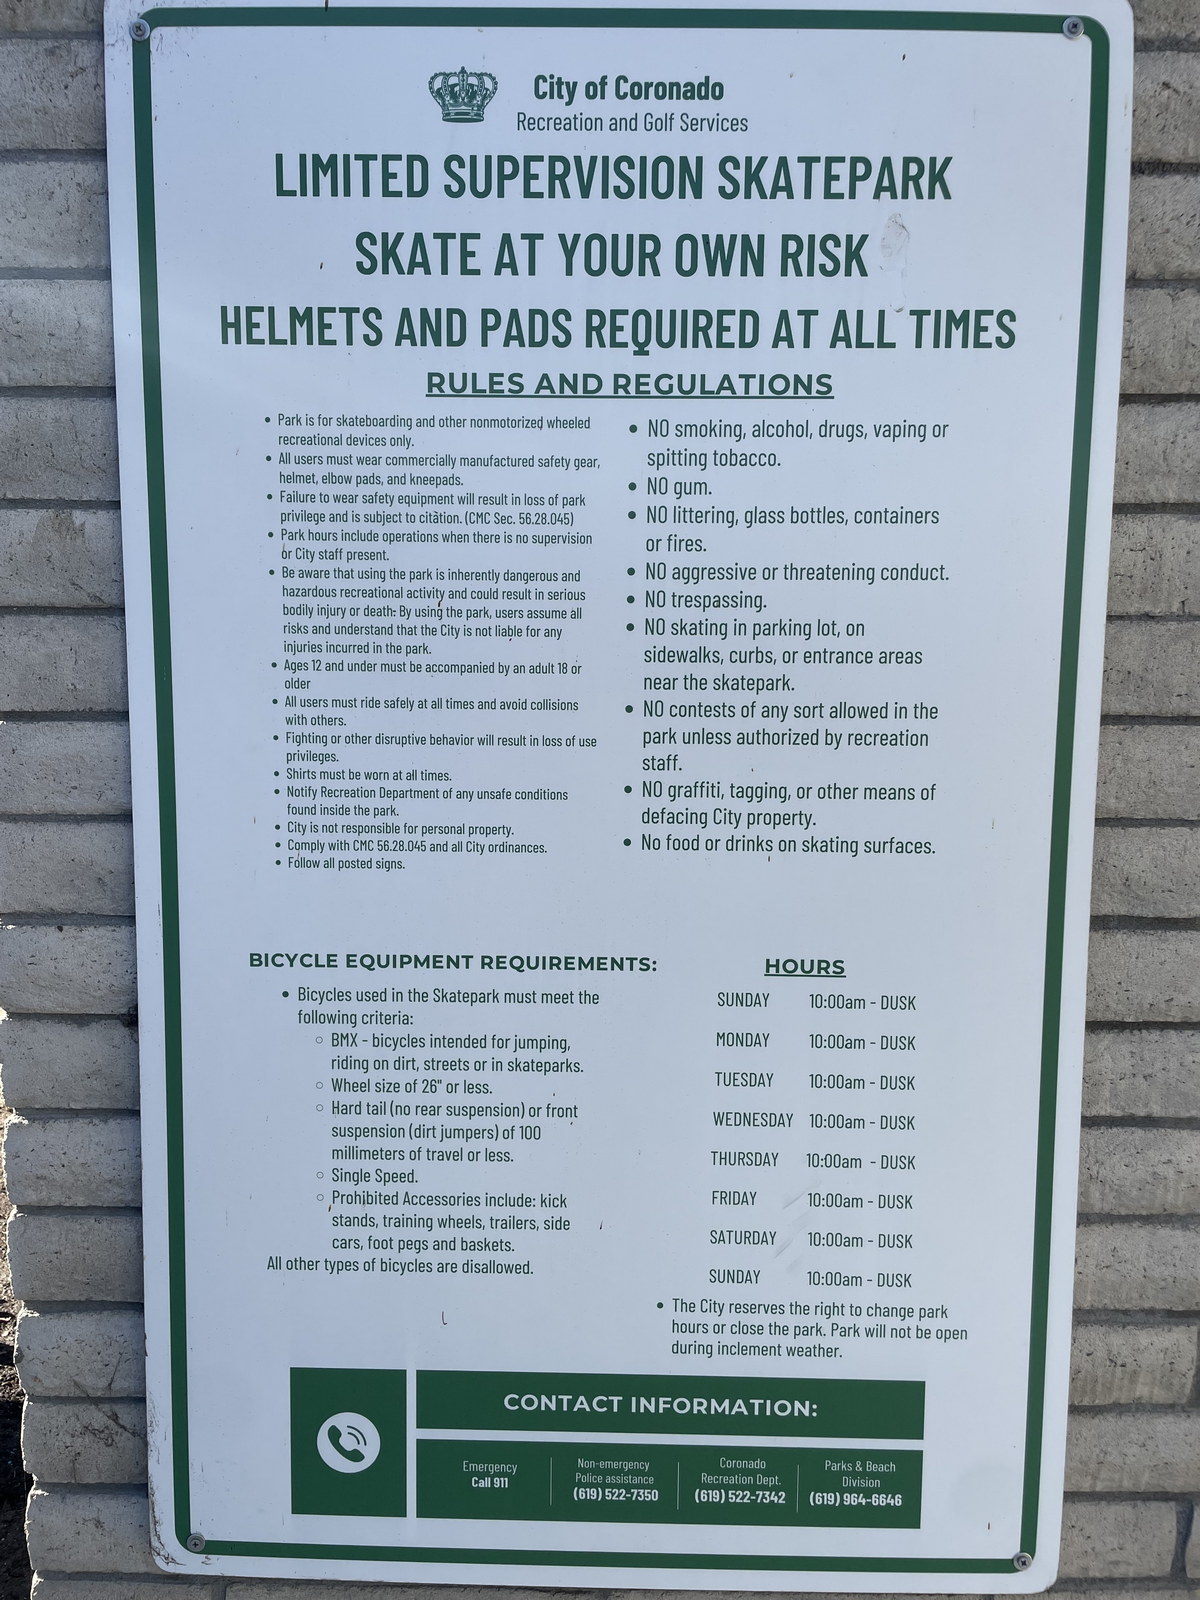 City of Coronado
Recreation and Golf Services
LIMITED SUPERVISION SKATEPARK
SKATE AT YOUR OWN RISK
HELMETS AND PADS REQUIRED AT ALL TIMES
RULES AND REGULATIONS
• Park is for skateboarding and other nonmotorized wheeled
recreational devices only.
• All users must wear commercially manufactured safety gear,
helmet, elbow pads, and kneepads.
• Failure to wear safety equipment will result in loss of park
privilege and is subject to citation. (CMC Sec. 56.28.045)
• Park hours include operations when there is no supervision
or City staff present.
• Be aware that using the park is inherently dangerous and
hazardous recreational activity and could result in serious
bodily injury or death. By using the park, users assume all
risks and understand that the City is not liable for any
injuries incurred in the park.
• Ages 12 and under must be accompanied by an adult 18 or
older
• All users must ride safely at all times and avoid collisions
with others.
• Fighting or other disruptive behavior will result in loss of use
privileges.
• Shirts must be worn at all times.
• Notify Recreation Department of any unsafe conditions
found inside the park.
• City is not responsible for personal property.
• Comply with CMC 56.28.045 and all City ordinances.
• Follow all posted signs.
• NO smoking, alcohol, drugs, vaping or
spitting tobacco.
• NO gum.
• NO littering, glass bottles, containers
or fires.
• NO aggressive or threatening conduct.
• NO trespassing.
• NO skating in parking lot, on
sidewalks, curbs, or entrance areas
near the skatepark.
• NO contests of any sort allowed in the
park unless authorized by recreation
staff.
• NO graffiti, tagging, or other means of
defacing City property.
• No food or drinks on skating surfaces.
BICYCLE EQUIPMENT REQUIREMENTS:
• Bicycles used in the Skatepark must meet the
following criteria:
○ BMX - bicycles intended for jumping,
riding on dirt, streets or in skateparks.
○ Wheel size of 26" or less.
○ Hard tail (no rear suspension) or front
suspension (dirt jumpers) of 100
millimeters of travel or less.
○ Single Speed.
○ Prohibited Accessories include: kick
stands, training wheels, trailers, side
cars, foot pegs and baskets.
All other types of bicycles are disallowed.
HOURS
SUNDAY 10:00am - DUSK
MONDAY 10:00am - DUSK
TUESDAY 10:00am - DUSK
WEDNESDAY 10:00am - DUSK
THURSDAY 10:00am - DUSK
FRIDAY 10:00am - DUSK
SATURDAY 10:00am - DUSK
SUNDAY 10:00am - DUSK
• The City reserves the right to change park
hours or close the park. Park will not be open
during inclement weather.
CONTACT INFORMATION:
Emergency
Call 911
Non-emergency
Police assistance
(619) 522-7350
Coronado
Recreation Dept.
(619) 522-7342
Parks & Beach
Division
(619) 964-6646